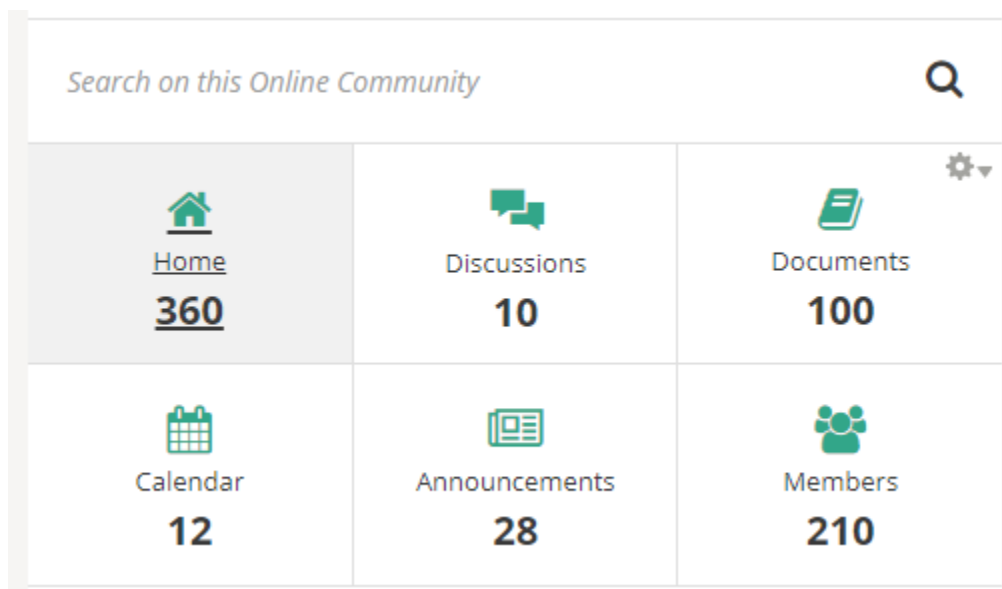 Search on this Online Community
Home
360
Discussions
10
Documents
100
Calendar
12
Announcements
28
Members
210